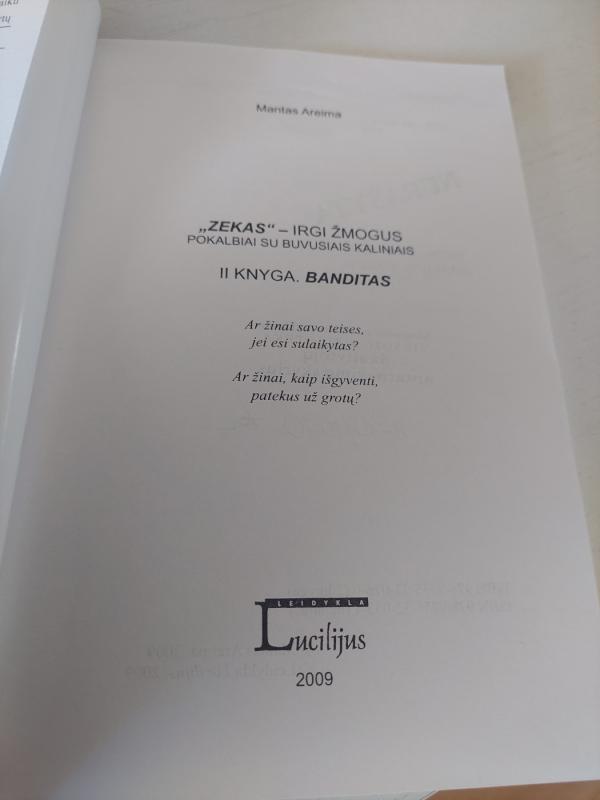 Mantas Areima
„ZEKAS“ – IRGI ŽMOGUS
POKALBIAI SU BUVUSIAIS KALINIAIS
II KNYGA. BANDITAS
Ar žinai savo teises,
jei esi sulaikytas?
Ar žinai, kaip išgyventi,
patekus už grotų?
LEIDYKLA
Lucilijus
2009